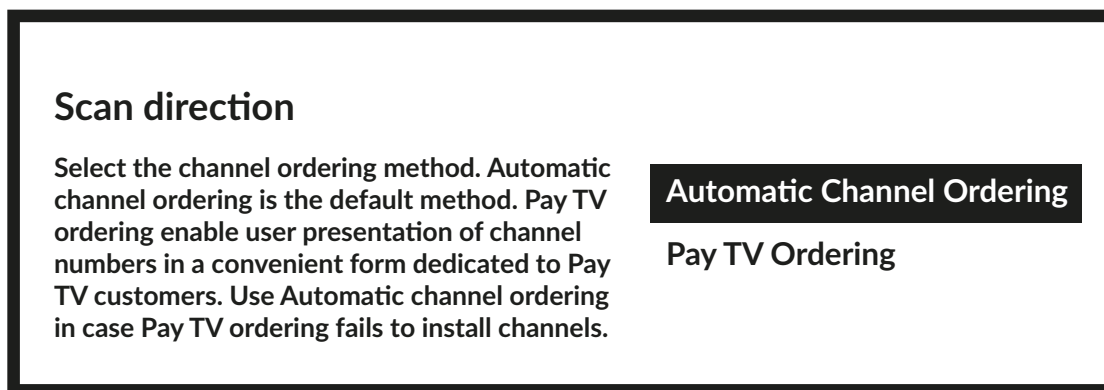 Scan direction
Select the channel ordering method. Automatic
channel ordering is the default method. Pay TV
ordering enable user presentation of channel
numbers in a convenient form dedicated to Pay
TV customers. Use Automatic channel ordering
in case Pay TV ordering fails to install channels.
Automatic Channel Ordering
Pay TV Ordering